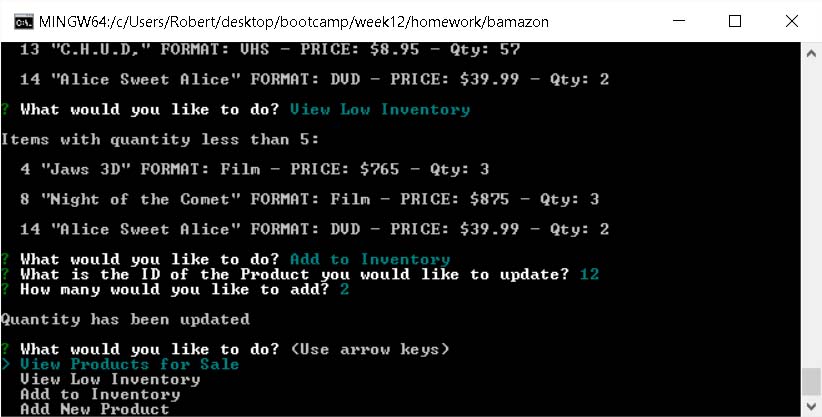 MINGW64:/c/Users/Robert/desktop/bootcamp/week12/homework/bamazon
13 "C.H.U.D," FORMAT: VHS - PRICE: $8.95 - Qty: 57
14 "Alice Sweet Alice" FORMAT: DVD - PRICE: $39.99 - Qty: 2
? What would you like to do? View Low Inventory
Items with quantity less than 5:
4 "Jaws 3D" FORMAT: Film - PRICE: $765 - Qty: 3
8 "Night of the Comet" FORMAT: Film - PRICE: $875 - Qty: 3
14 "Alice Sweet Alice" FORMAT: DVD - PRICE: $39.99 - Qty: 2
? What would you like to do? Add to Inventory
? What is the ID of the Product you would like to update? 12
? How many would you like to add? 2
Quantity has been updated
? What would you like to do? (Use arrow keys)
> View Products for Sale
View Low Inventory
Add to Inventory
Add New Product